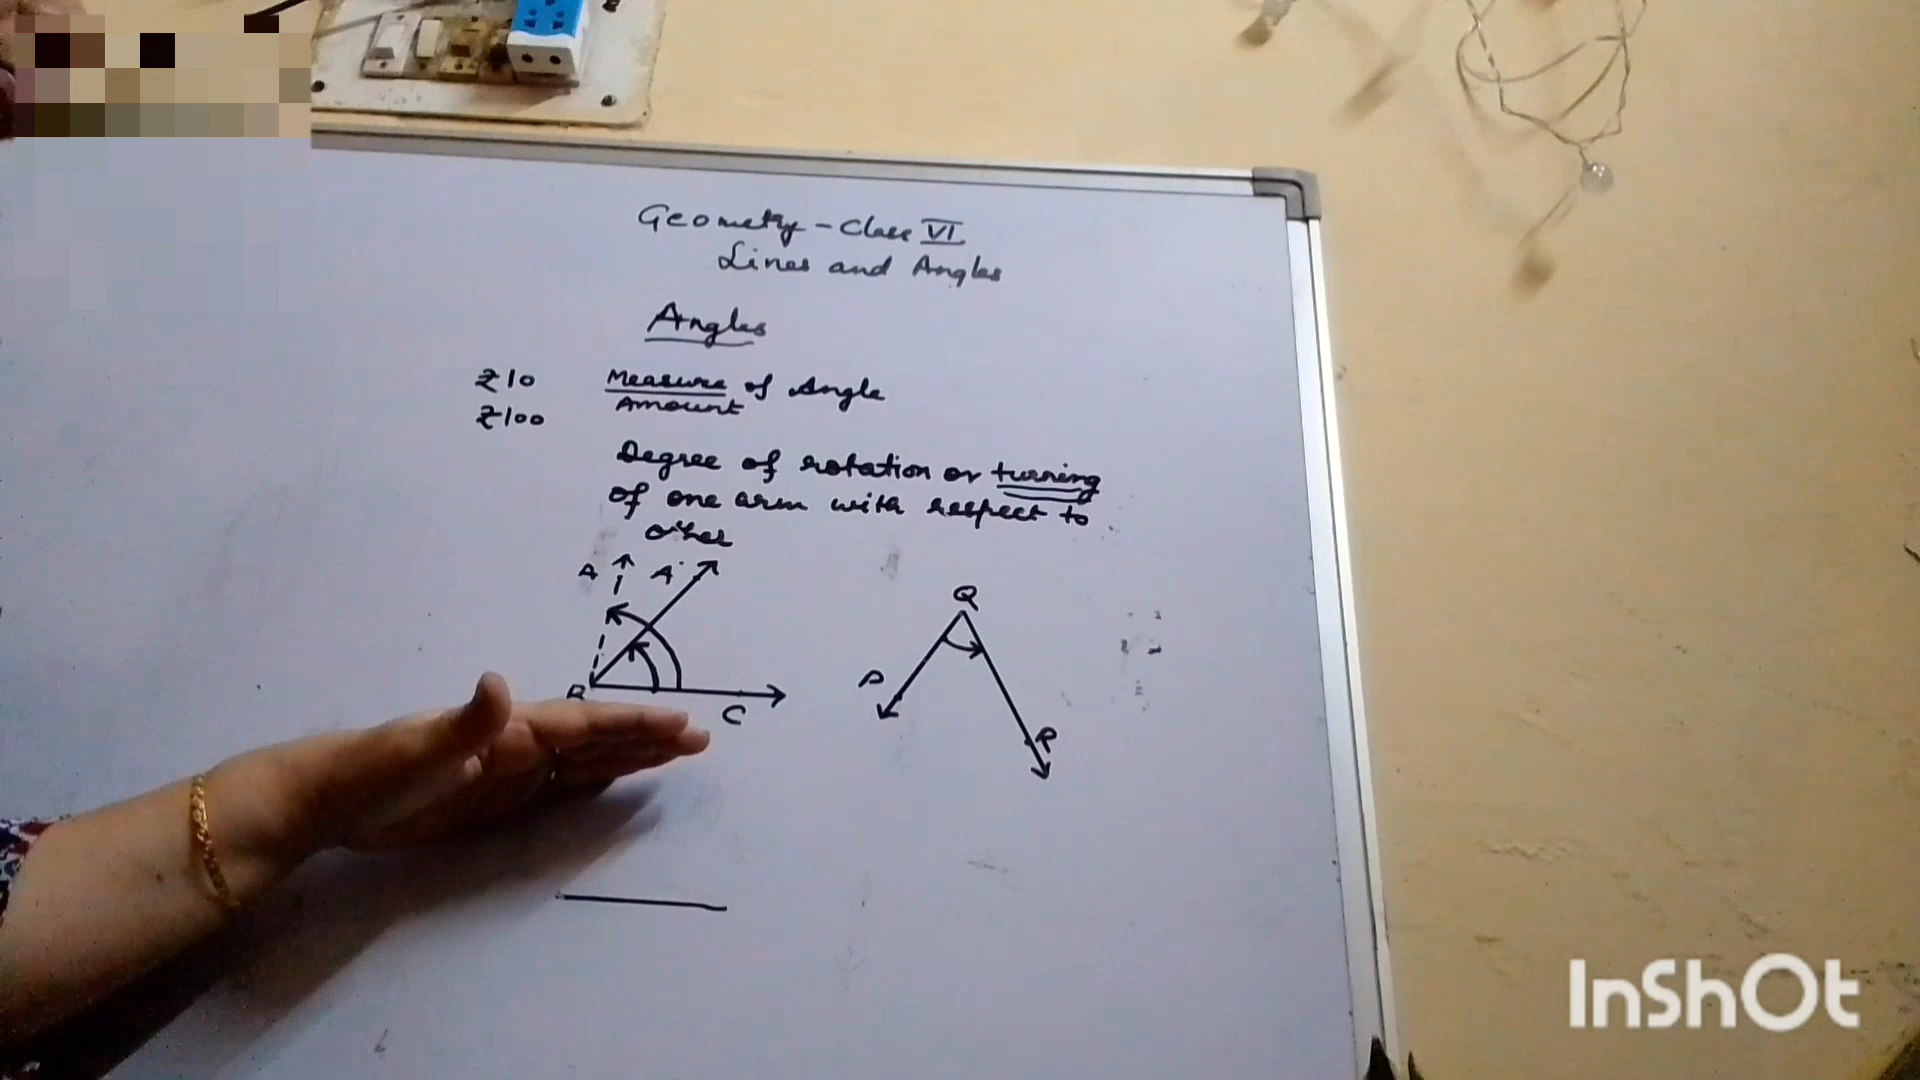 Geometry - Class VI
Lines and Angles
Angles
₹10 Measure of Angle
₹100 Amount
Degree of rotation or turning
of one arm with respect to
other
A A'
B C
Q
P
R
InShOt